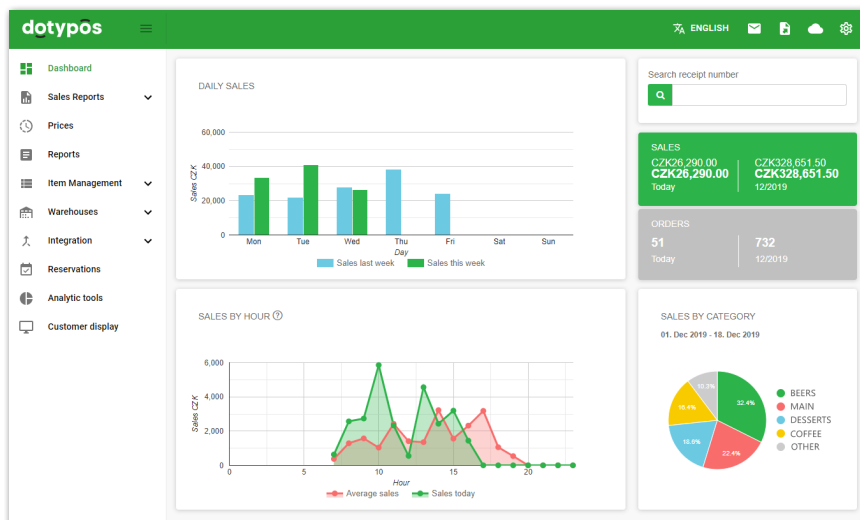 dotypos
ENGLISH
Dashboard
Sales Reports
Prices
Reports
Item Management
Warehouses
Integration
Reservations
Analytic tools
Customer display
DAILY SALES
60,000
40,000
20,000
0
Sales CZK
Mon Tue Wed Thu Fri Sat Sun
Day
Sales last week Sales this week
Search receipt number
SALES
CZK26,290.00 CZK328,651.50
CZK26,290.00 CZK328,651.50
Today 12/2019
ORDERS
51 732
Today 12/2019
SALES BY HOUR
6,000
4,000
2,000
0
Sales CZK
0 5 10 15 20
Hour
Average sales Sales today
SALES BY CATEGORY
01. Dec 2019 - 18. Dec 2019
32.4%
22.4%
BEERS
MAIN
DESSERTS
COFFEE
OTHER